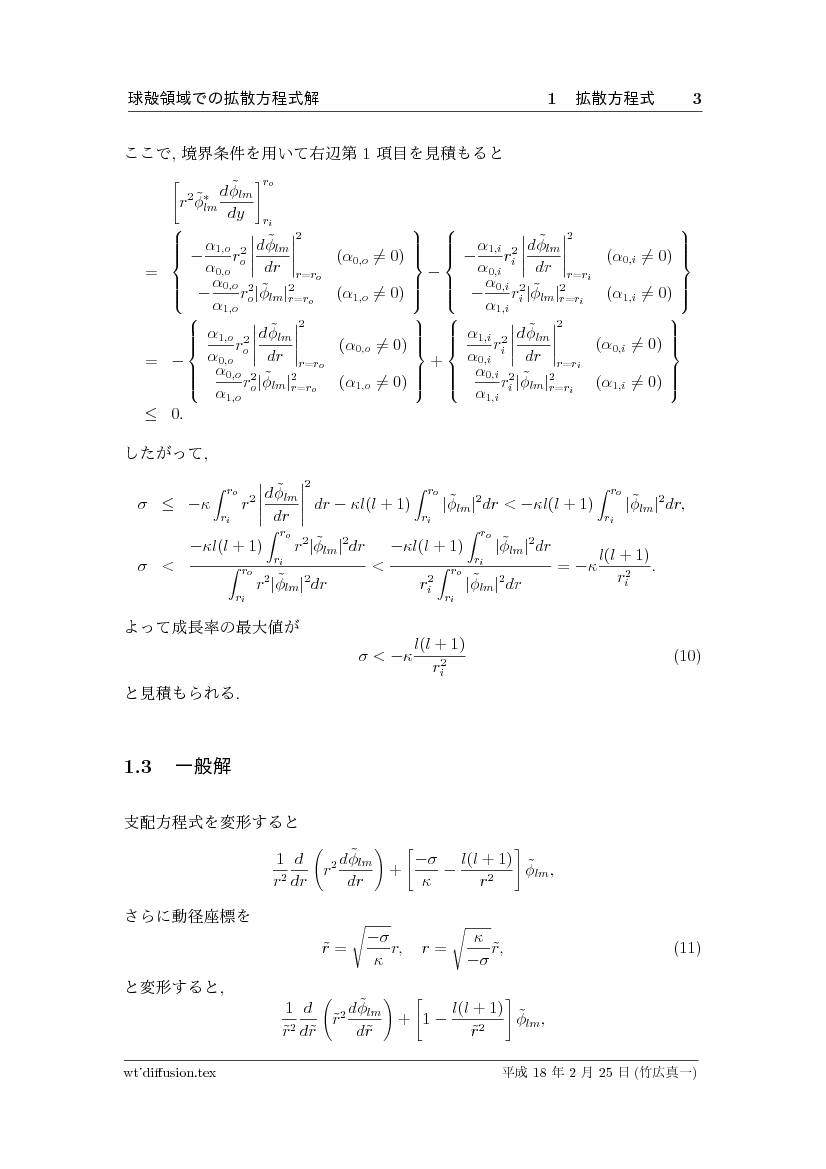 球殻領域での拡散方程式解 1 拡散方程式 3
ここで, 境界条件を用いて右辺第 1 項目を見積もると
$\left[ r^2 \tilde{\phi}_{lm}^* \frac{d\tilde{\phi}_{lm}}{dy} \right]_{r_i}^{r_o}$
$= \left\{ \begin{array}{ll} -\frac{\alpha_{1,o}}{\alpha_{0,o}} r_o^2 \left| \frac{d\tilde{\phi}_{lm}}{dr} \right|^2_{r=r_o} & (\alpha_{0,o} \neq 0) \\ -\frac{\alpha_{0,o}}{\alpha_{1,o}} r_o^2 |\tilde{\phi}_{lm}|^2_{r=r_o} & (\alpha_{1,o} \neq 0) \end{array} \right\} - \left\{ \begin{array}{ll} -\frac{\alpha_{1,i}}{\alpha_{0,i}} r_i^2 \left| \frac{d\tilde{\phi}_{lm}}{dr} \right|^2_{r=r_i} & (\alpha_{0,i} \neq 0) \\ -\frac{\alpha_{0,i}}{\alpha_{1,i}} r_i^2 |\tilde{\phi}_{lm}|^2_{r=r_i} & (\alpha_{1,i} \neq 0) \end{array} \right\}$
$= -\left\{ \begin{array}{ll} \frac{\alpha_{1,o}}{\alpha_{0,o}} r_o^2 \left| \frac{d\tilde{\phi}_{lm}}{dr} \right|^2_{r=r_o} & (\alpha_{0,o} \neq 0) \\ \frac{\alpha_{0,o}}{\alpha_{1,o}} r_o^2 |\tilde{\phi}_{lm}|^2_{r=r_o} & (\alpha_{1,o} \neq 0) \end{array} \right\} + \left\{ \begin{array}{ll} \frac{\alpha_{1,i}}{\alpha_{0,i}} r_i^2 \left| \frac{d\tilde{\phi}_{lm}}{dr} \right|^2_{r=r_i} & (\alpha_{0,i} \neq 0) \\ \frac{\alpha_{0,i}}{\alpha_{1,i}} r_i^2 |\tilde{\phi}_{lm}|^2_{r=r_i} & (\alpha_{1,i} \neq 0) \end{array} \right\}$
$\leq 0.$
したがって,
$\sigma \leq -\kappa \int_{r_i}^{r_o} r^2 \left| \frac{d\tilde{\phi}_{lm}}{dr} \right|^2 dr - \kappa l(l+1) \int_{r_i}^{r_o} |\tilde{\phi}_{lm}|^2 dr < -\kappa l(l+1) \int_{r_i}^{r_o} |\tilde{\phi}_{lm}|^2 dr,$
$\sigma < \frac{-\kappa l(l+1) \int_{r_i}^{r_o} r^2 |\tilde{\phi}_{lm}|^2 dr}{\int_{r_i}^{r_o} r^2 |\tilde{\phi}_{lm}|^2 dr} < \frac{-\kappa l(l+1) \int_{r_i}^{r_o} |\tilde{\phi}_{lm}|^2 dr}{r_i^2 \int_{r_i}^{r_o} |\tilde{\phi}_{lm}|^2 dr} = -\kappa \frac{l(l+1)}{r_i^2}.$
よって成長率の最大値が
$\sigma < -\kappa \frac{l(l+1)}{r_i^2}$ (10)
と見積もられる.
1.3 一般解
支配方程式を変形すると
$\frac{1}{r^2} \frac{d}{dr} \left( r^2 \frac{d\tilde{\phi}_{lm}}{dr} \right) + \left[ \frac{-\sigma}{\kappa} - \frac{l(l+1)}{r^2} \right] \tilde{\phi}_{lm},$
さらに動径座標を
$\tilde{r} = \sqrt{\frac{-\sigma}{\kappa}} r, \quad r = \sqrt{\frac{\kappa}{-\sigma}} \tilde{r},$ (11)
と変形すると,
$\frac{1}{\tilde{r}^2} \frac{d}{d\tilde{r}} \left( \tilde{r}^2 \frac{d\tilde{\phi}_{lm}}{d\tilde{r}} \right) + \left[ 1 - \frac{l(l+1)}{\tilde{r}^2} \right] \tilde{\phi}_{lm},$
wt˙diffusion.tex 平成 18 年 2 月 25 日 (竹広真一)